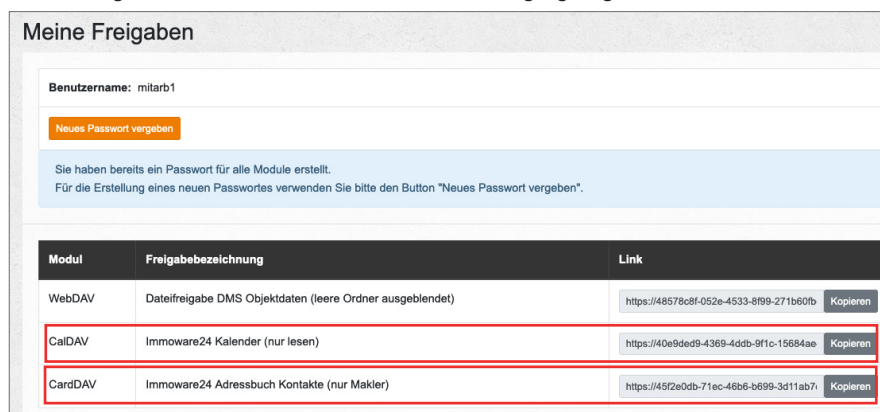 Meine Freigaben
Benutzername: mitarb1
Neues Passwort vergeben
Sie haben bereits ein Passwort für alle Module erstellt.
Für die Erstellung eines neuen Passwortes verwenden Sie bitte den Button "Neues Passwort vergeben".
Modul Freigabebezeichnung Link
WebDAV Dateifreigabe DMS Objektdaten (leere Ordner ausgeblendet) https://48578c8f-052e-4533-8f99-271b60fb Kopieren
CalDAV Immoware24 Kalender (nur lesen) https://40e9ded9-4369-4ddb-9f1c-15684ae Kopieren
CardDAV Immoware24 Adressbuch Kontakte (nur Makler) https://45f2e0db-71ec-46b6-b699-3d11ab7 Kopieren